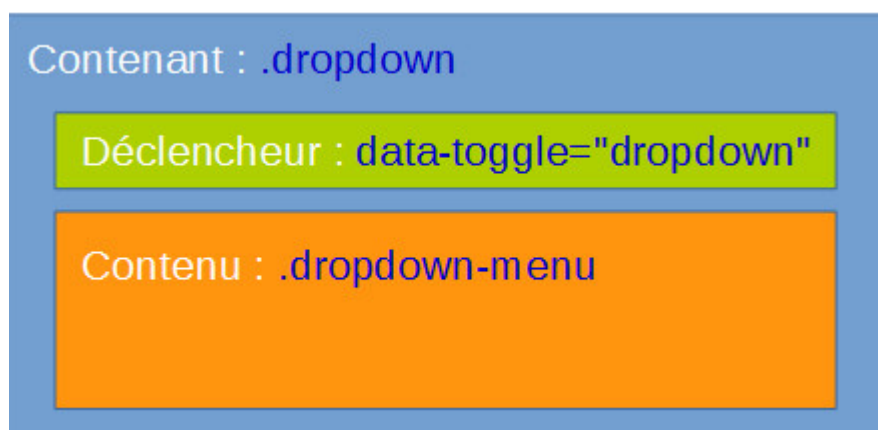 Contenant : .dropdown
Déclencheur : data-toggle="dropdown"
Contenu : .dropdown-menu